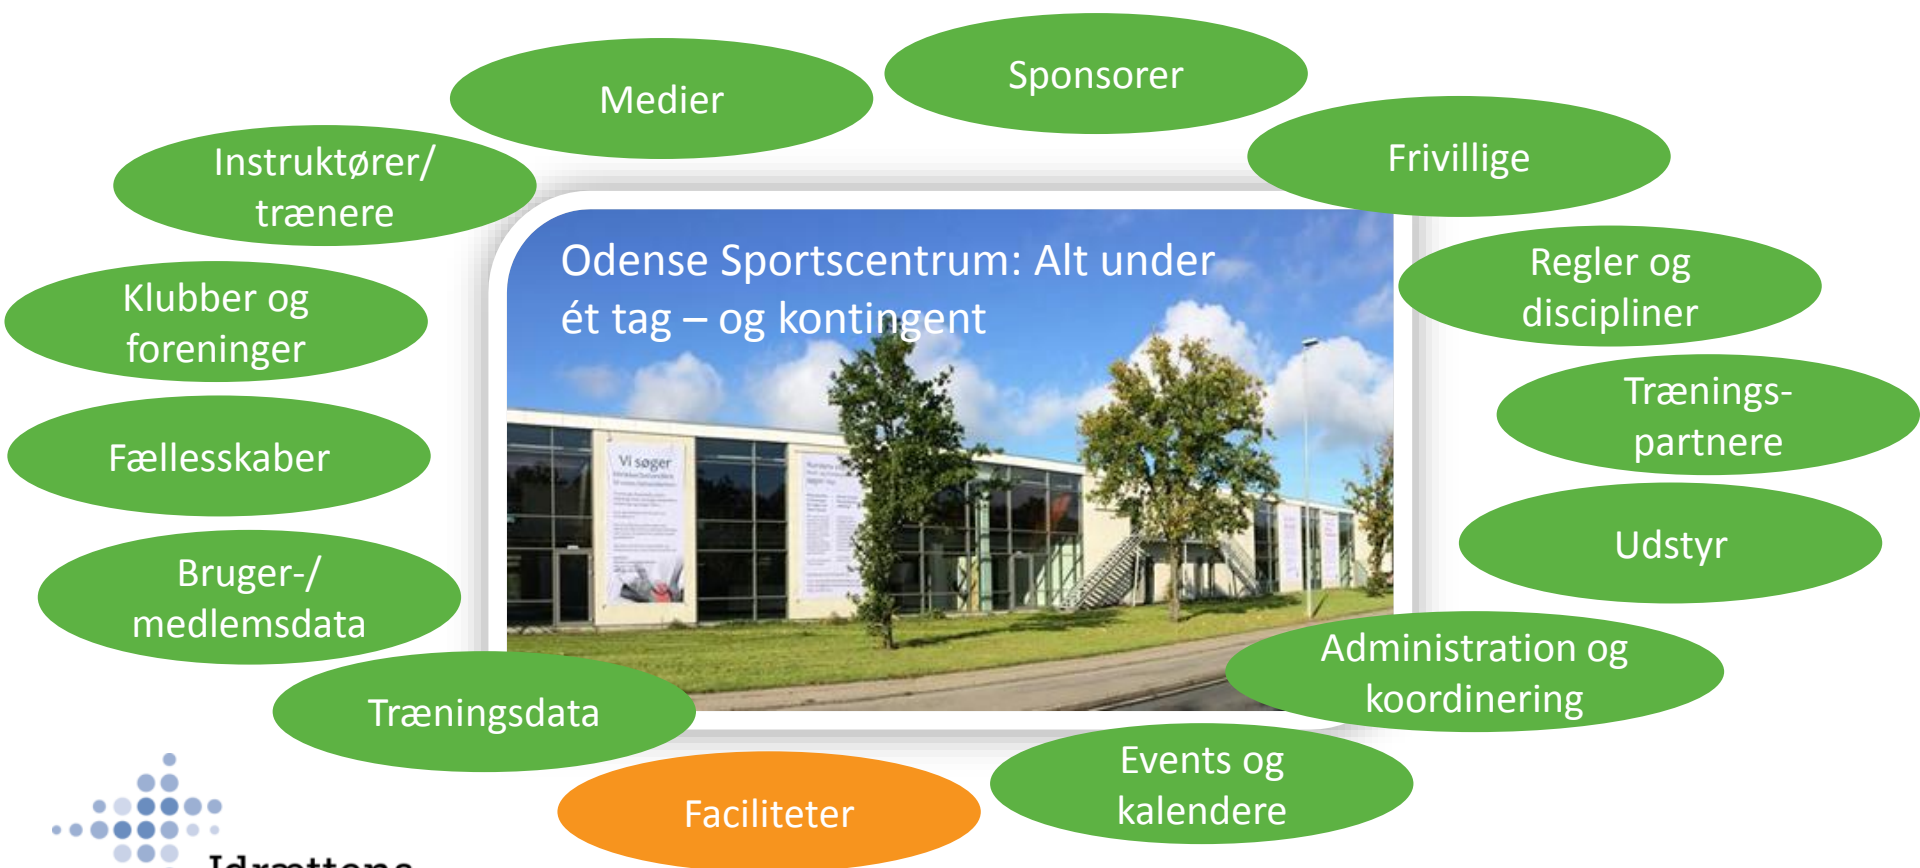 Medier
Sponsorer
Frivillige
Instruktører/
trænere
Odense Sportscentrum: Alt under
ét tag – og kontingent
Regler og
discipliner
Klubber og
foreninger
Trænings-
partnere
Fællesskaber
Vi søger
Udstyr
Bruger-/
medlemsdata
Administration og
koordinering
Træningsdata
Events og
kalendere
Faciliteter
Idrættens